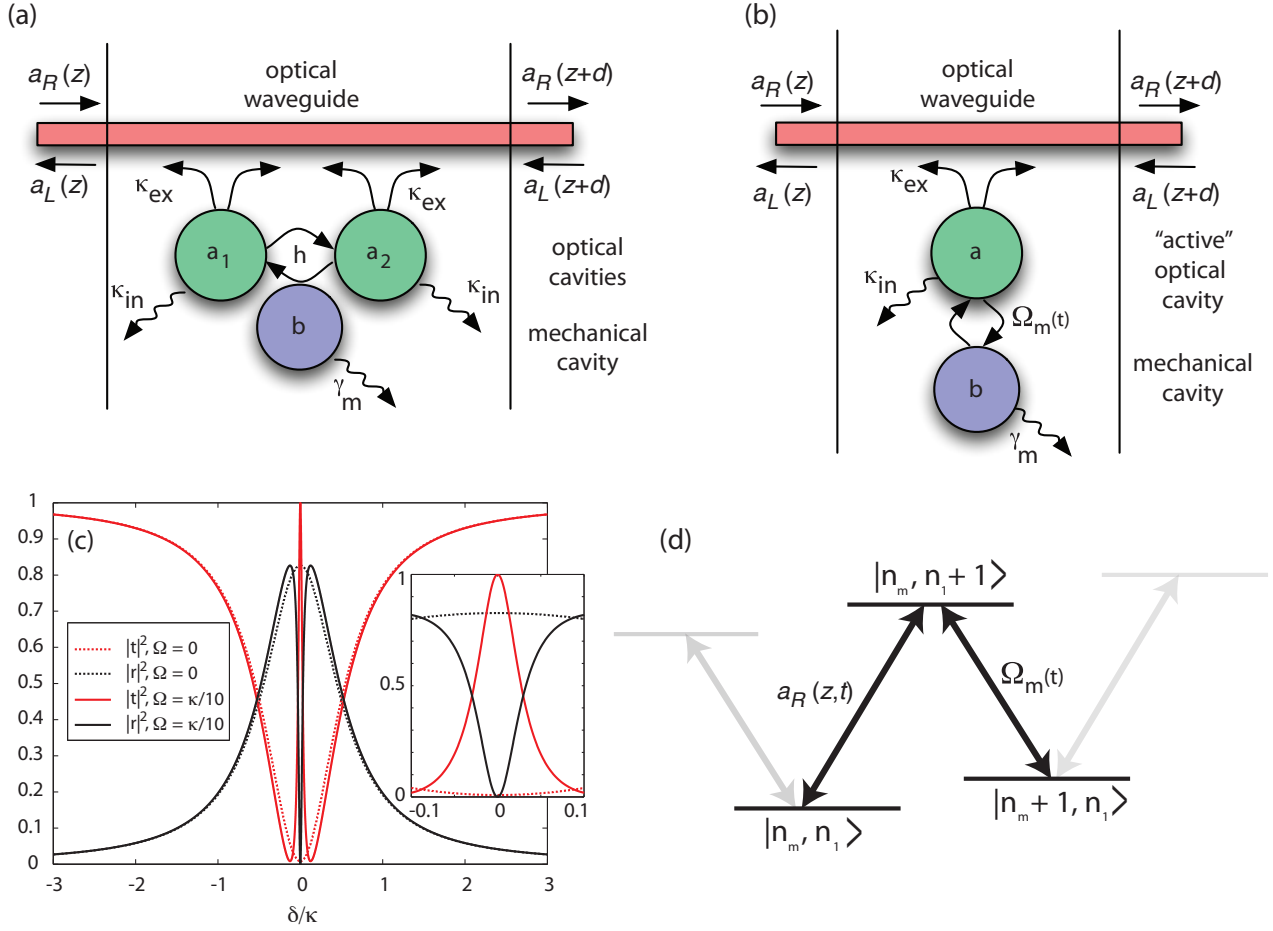 (a)
a_R(z)
optical
waveguide
a_R(z+d)
a_L(z)
a_L(z+d)
κ_ex
κ_ex
a_1
h
a_2
optical
cavities
κ_in
κ_in
b
mechanical
cavity
γ_m
(b)
a_R(z)
optical
waveguide
a_R(z+d)
a_L(z)
a_L(z+d)
κ_ex
a
"active"
optical
cavity
κ_in
Ω_m(t)
b
mechanical
cavity
γ_m
(c)
1
0.9
0.8
0.7
0.6
0.5
0.4
0.3
0.2
0.1
0
-3
-2
-1
0
1
2
3
δ/κ
|t|², Ω = 0
|r|², Ω = 0
|t|², Ω = κ/10
|r|², Ω = κ/10
1
0.5
0
-0.1
0
0.1
(d)
|n_m, n_1+1⟩
a_R(z,t)
Ω_m(t)
|n_m, n_1⟩
|n_m+1, n_1⟩